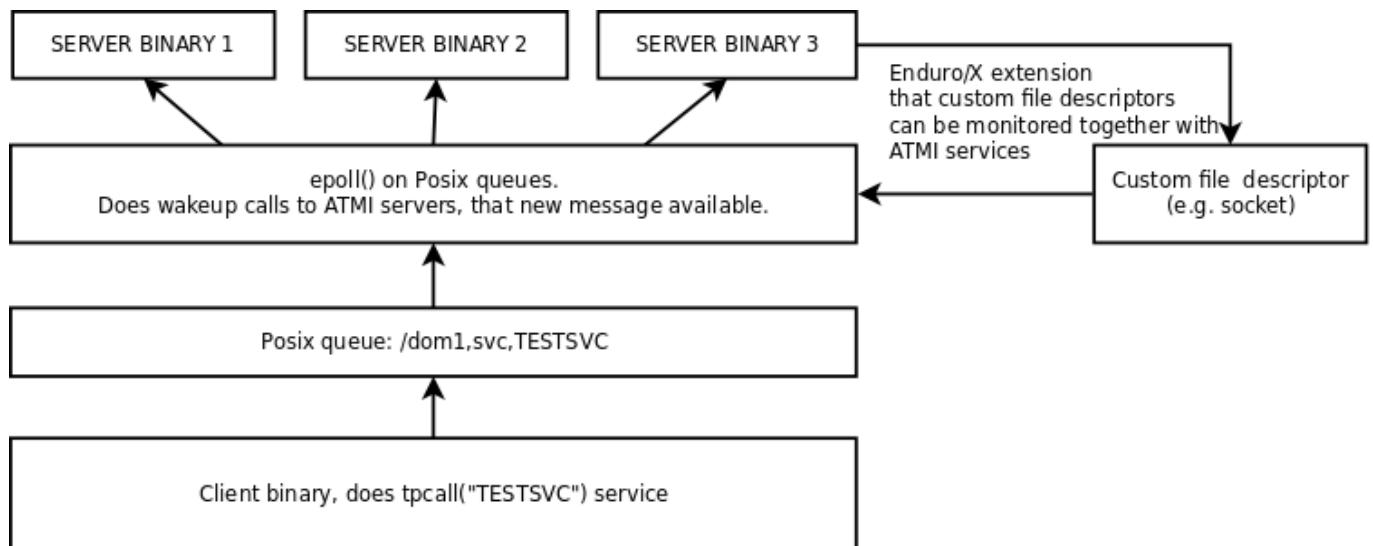 SERVER BINARY 1
SERVER BINARY 2
SERVER BINARY 3
Enduro/X extension
that custom file descriptors
can be monitored together with
ATMI services
epoll() on Posix queues.
Does wakeup calls to ATMI servers, that new message available.
Custom file  descriptor
(e.g. socket)
Posix queue: /dom1,svc,TESTSVC
Client binary, does tpcall("TESTSVC") service